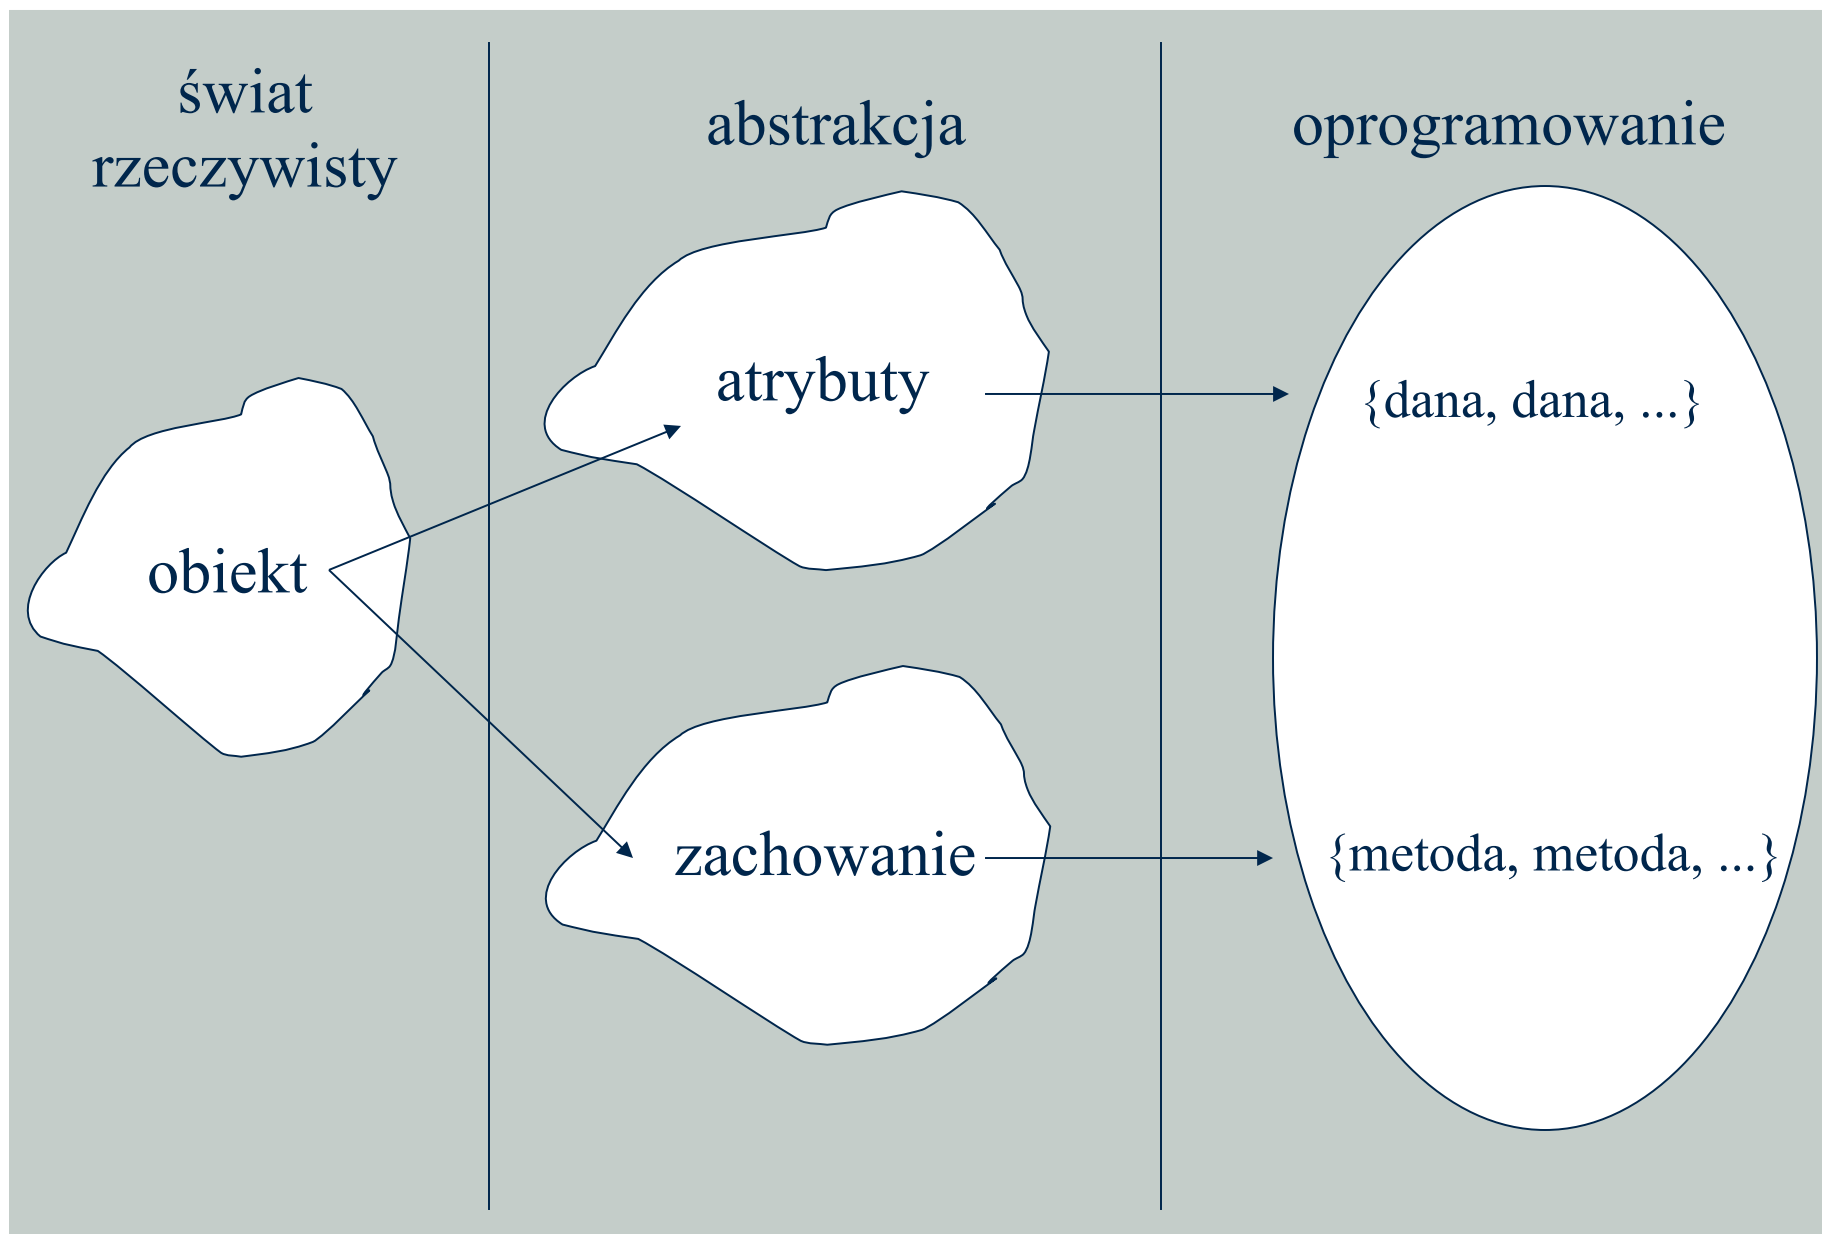 świat
rzeczywisty
abstrakcja
oprogramowanie
obiekt
atrybuty
zachowanie
{dana, dana, ...}
{metoda, metoda, ...}